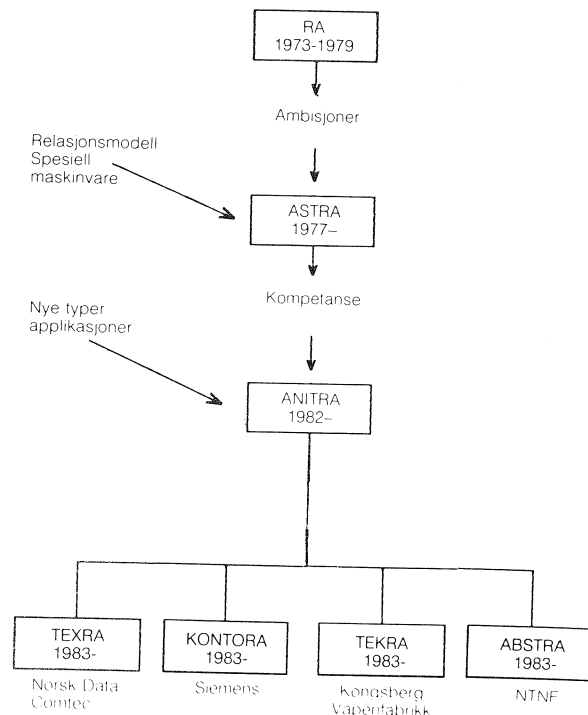 RA
1973-1979
Ambisjoner
Relasjonsmodell
Spesiell
maskinvare
ASTRA
1977–
Kompetanse
Nye typer
applikasjoner
ANITRA
1982–
TEXRA
1983-
Norsk Data
Comtec
KONTORA
1983-
Siemens
TEKRA
1983-
Kongsberg
Våpenfabrikk
ABSTRA
1983-
NTNF